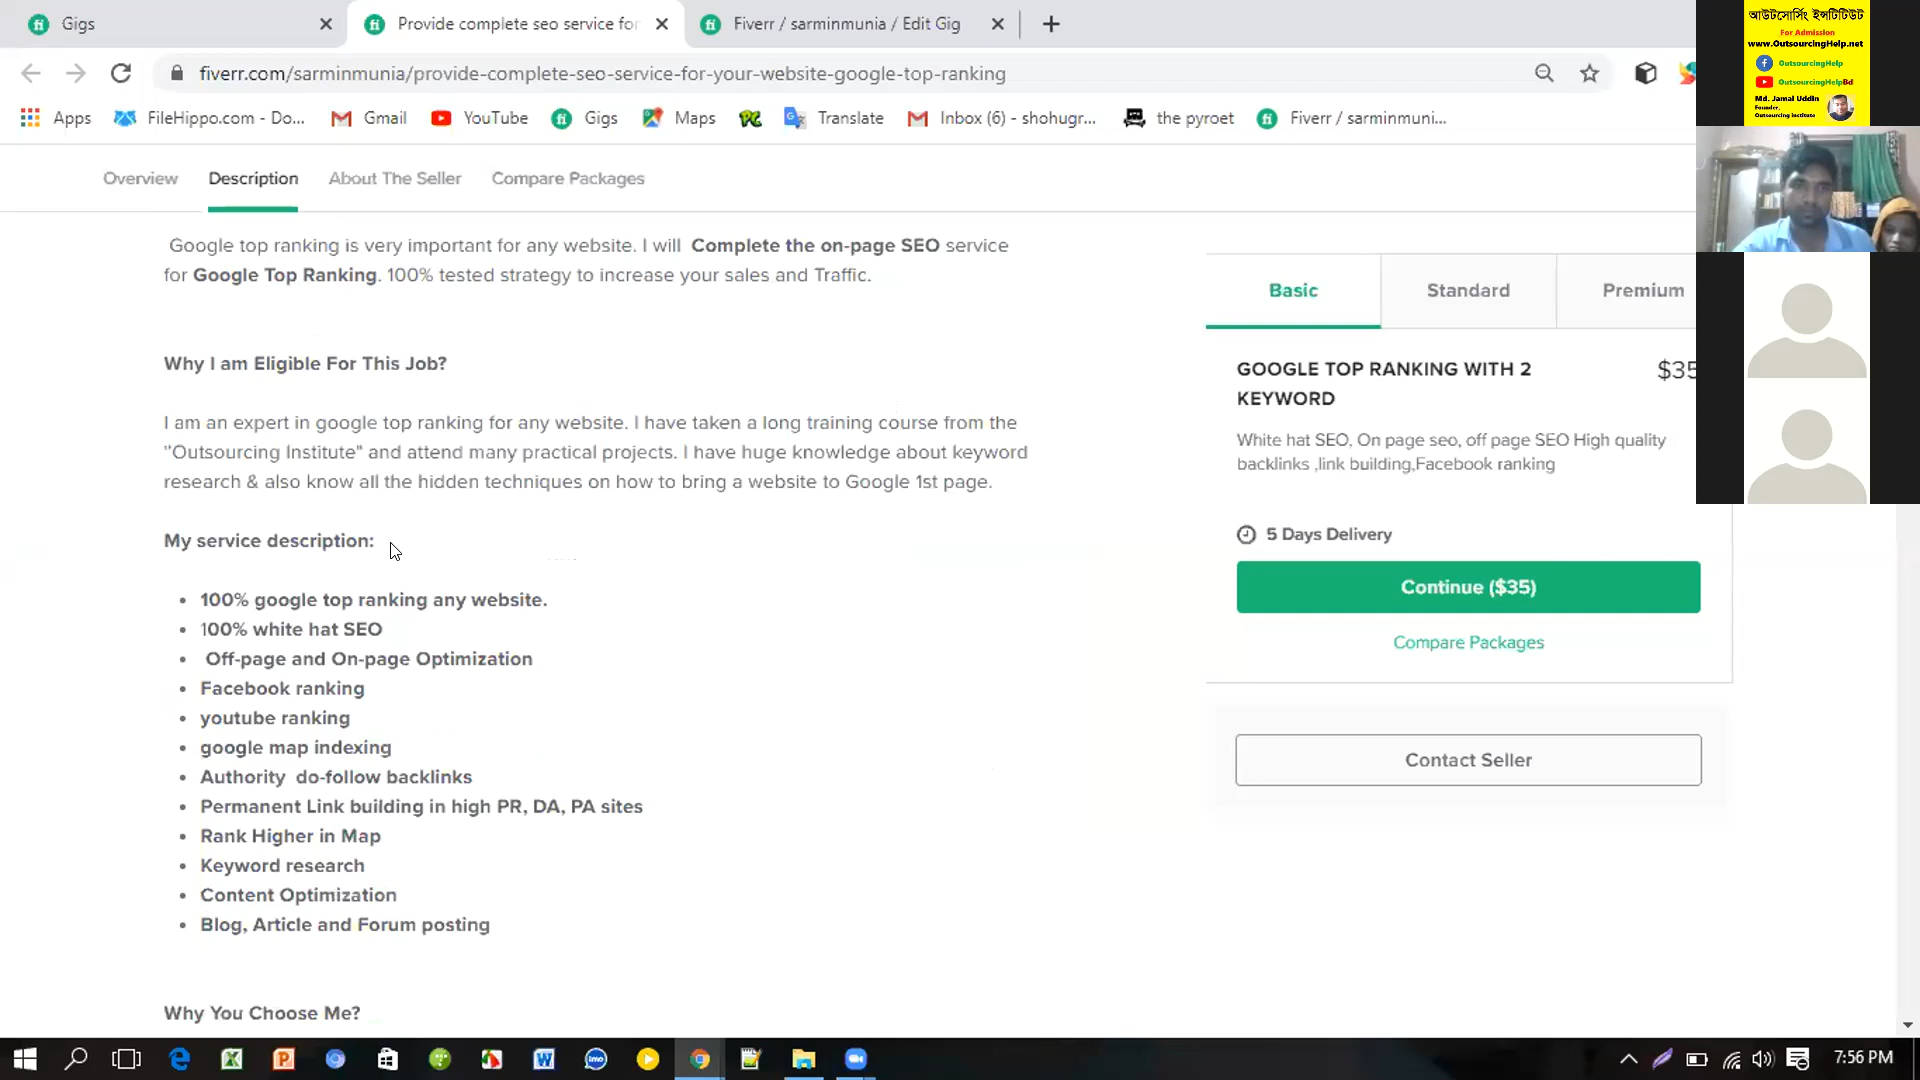 Gigs
Provide complete seo service for
Fiverr / sarminmunia / Edit Gig
fiverr.com/sarminmunia/provide-complete-seo-service-for-your-website-google-top-ranking
Apps
FileHippo.com - Do...
Gmail
YouTube
Gigs
Maps
Translate
Inbox (6) - shohugr...
the pyroet
Fiverr / sarminmuni...
আউটসোর্সিং ইন্সটিটিউট
For Admission
www.OutsourcingHelp.net
OutsourcingHelp
OutsourcingHelpBd
Md. Jamal Uddin
Founder,
Outsourcing Institute
Overview
Description
About The Seller
Compare Packages
Google top ranking is very important for any website. I will Complete the on-page SEO service
for Google Top Ranking. 100% tested strategy to increase your sales and Traffic.
Why I am Eligible For This Job?
I am an expert in google top ranking for any website. I have taken a long training course from the
"Outsourcing Institute" and attend many practical projects. I have huge knowledge about keyword
research & also know all the hidden techniques on how to bring a website to Google 1st page.
My service description:
• 100% google top ranking any website.
• 100% white hat SEO
• Off-page and On-page Optimization
• Facebook ranking
• youtube ranking
• google map indexing
• Authority do-follow backlinks
• Permanent Link building in high PR, DA, PA sites
• Rank Higher in Map
• Keyword research
• Content Optimization
• Blog, Article and Forum posting
Why You Choose Me?
Basic
Standard
Premium
GOOGLE TOP RANKING WITH 2
KEYWORD
$35
White hat SEO, On page seo, off page SEO High quality
backlinks ,link building,Facebook ranking
5 Days Delivery
Continue ($35)
Compare Packages
Contact Seller
7:56 PM